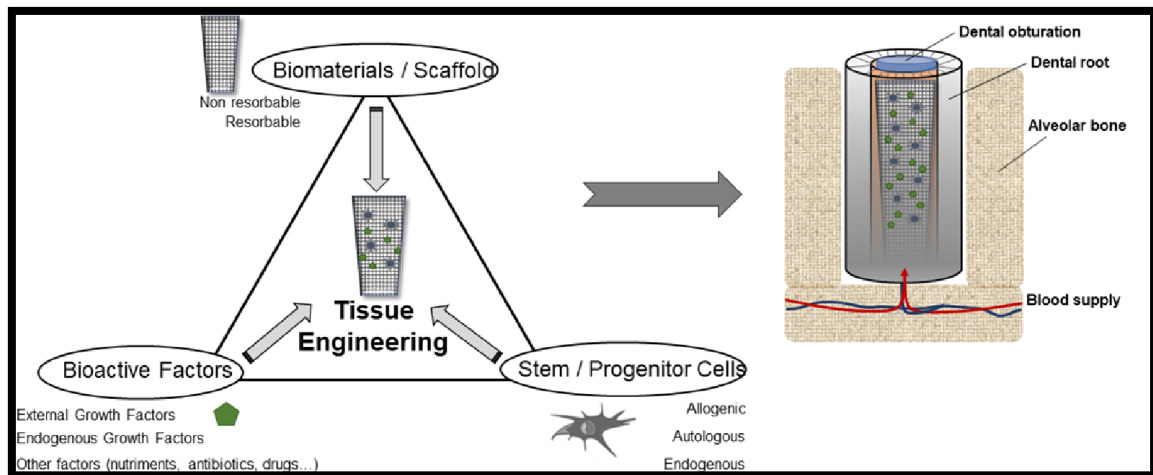 Biomaterials / Scaffold
Non resorbable
Resorbable
Tissue
Engineering
Bioactive Factors
External Growth Factors
Endogenous Growth Factors
Other factors (nutriments, antibiotics, drugs...)
Stem / Progenitor Cells
Allogenic
Autologous
Endogenous
Dental obturation
Dental root
Alveolar bone
Blood supply